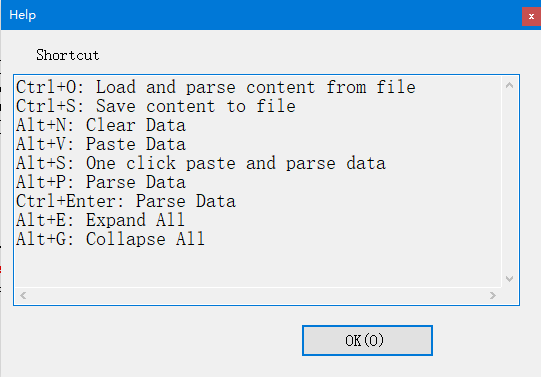 Help
x
Shortcut
Ctrl+O: Load and parse content from file
Ctrl+S: Save content to file
Alt+N: Clear Data
Alt+V: Paste Data
Alt+S: One click paste and parse data
Alt+P: Parse Data
Ctrl+Enter: Parse Data
Alt+E: Expand All
Alt+G: Collapse All
OK(O)